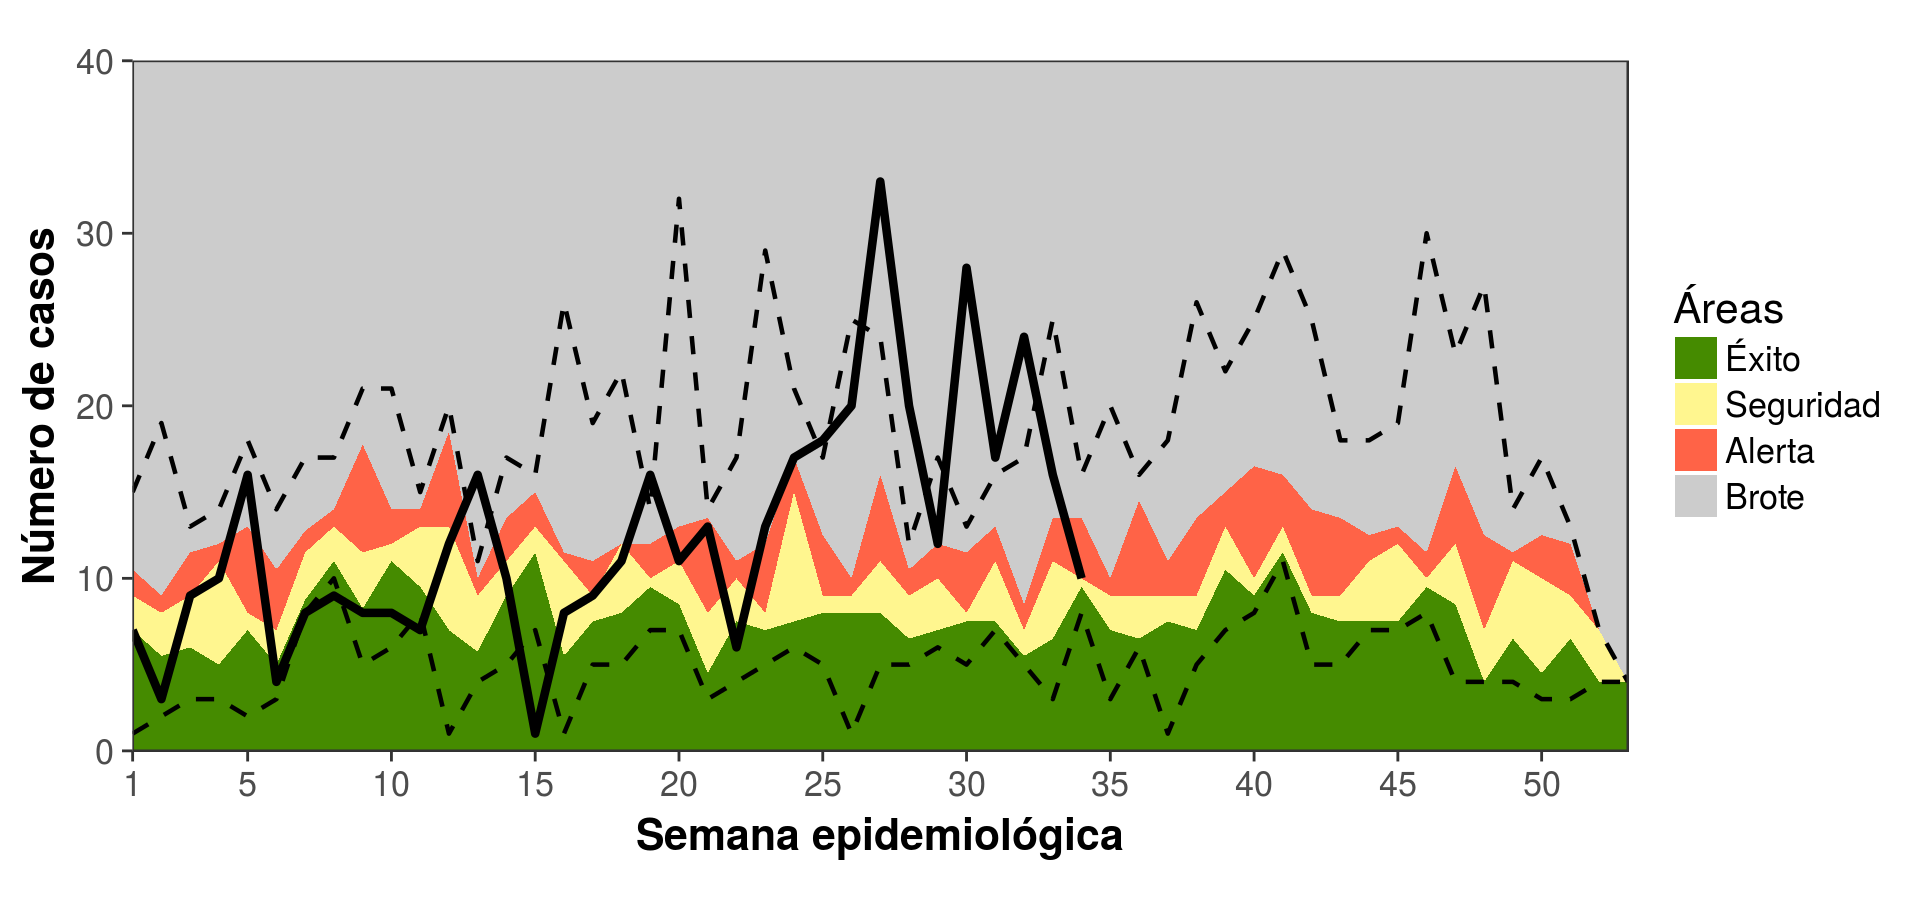 40
30
20
10
0
Número de casos
1 5 10 15 20 25 30 35 40 45 50
Semana epidemiológica
Áreas
Éxito
Seguridad
Alerta
Brote